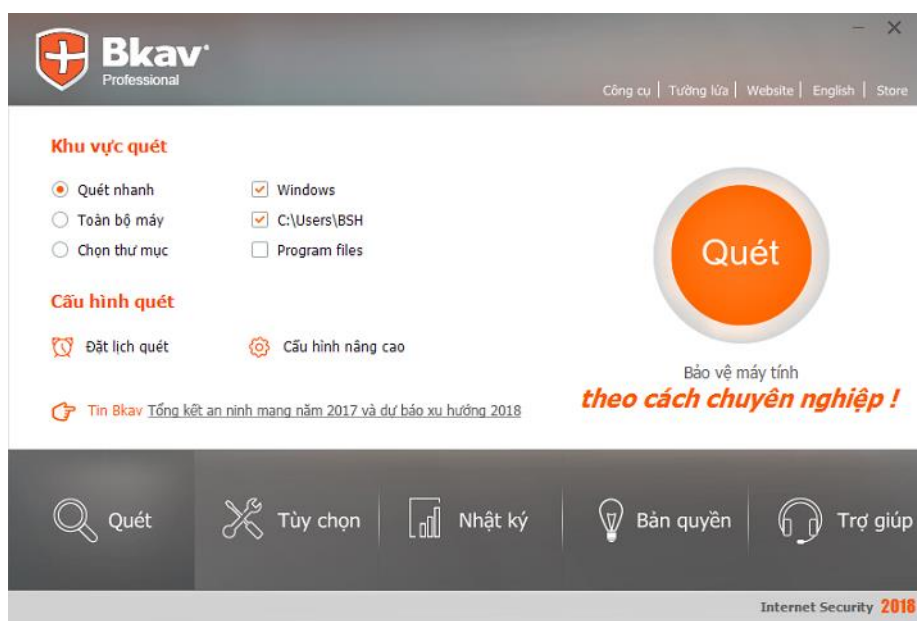 Bkav
Professional
Công cụ | Tường lửa | Website | English | Store
Khu vực quét
Quét nhanh
Windows
Toàn bộ máy
C:\Users\BSH
Chọn thư mục
Program files
Quét
Cấu hình quét
Đặt lịch quét
Cấu hình nâng cao
Bảo vệ máy tính
theo cách chuyên nghiệp !
Tin Bkav Tổng kết an ninh mạng năm 2017 và dự báo xu hướng 2018
Quét
Tùy chọn
Nhật ký
Bản quyền
Trợ giúp
Internet Security 2018